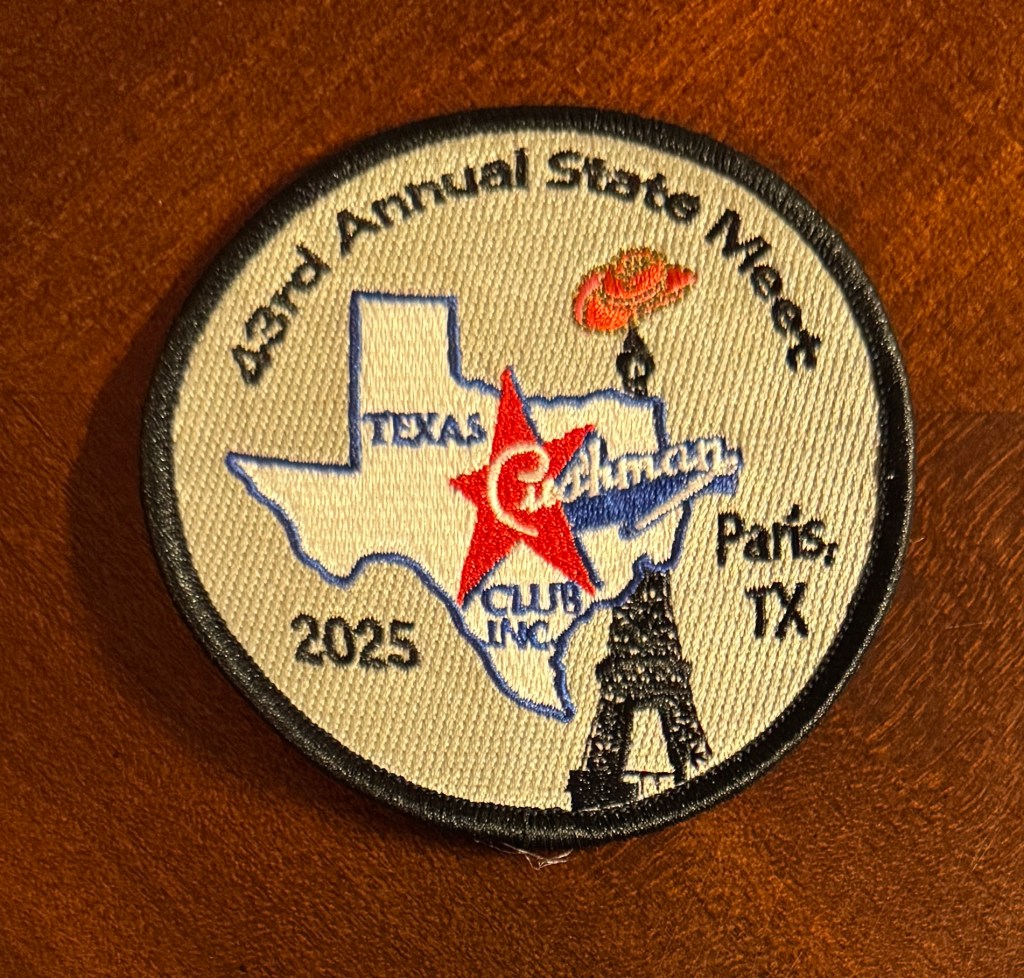 43rd Annual State Meet
TEXAS
Cushman
CLUB
INC.
Paris,
TX
2025